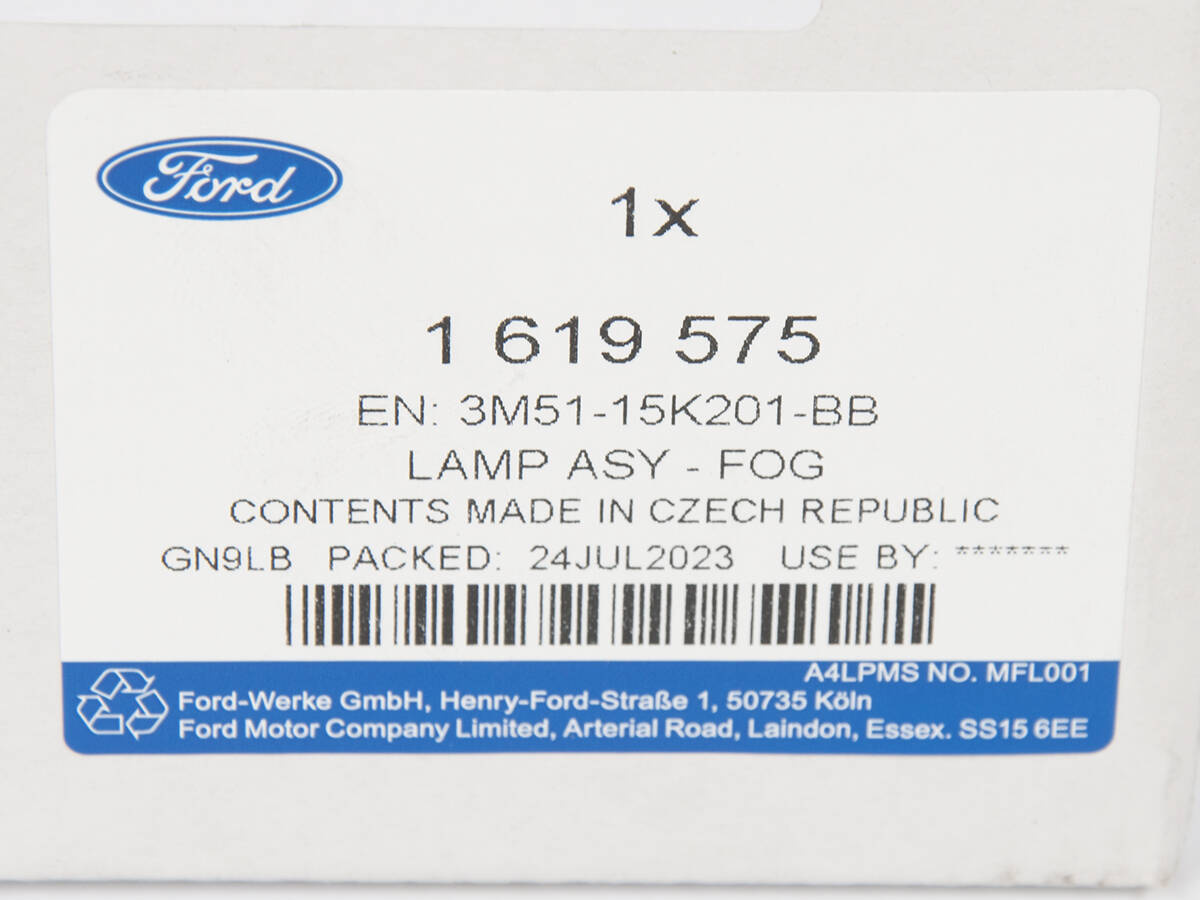 Ford
1x
1 619 575
EN: 3M51-15K201-BB
LAMP ASY - FOG
CONTENTS MADE IN CZECH REPUBLIC
GN9LB PACKED: 24JUL2023 USE BY: *******
A4LPMS NO. MFL001
Ford-Werke GmbH, Henry-Ford-Straße 1, 50735 Köln
Ford Motor Company Limited, Arterial Road, Laindon, Essex. SS15 6EE